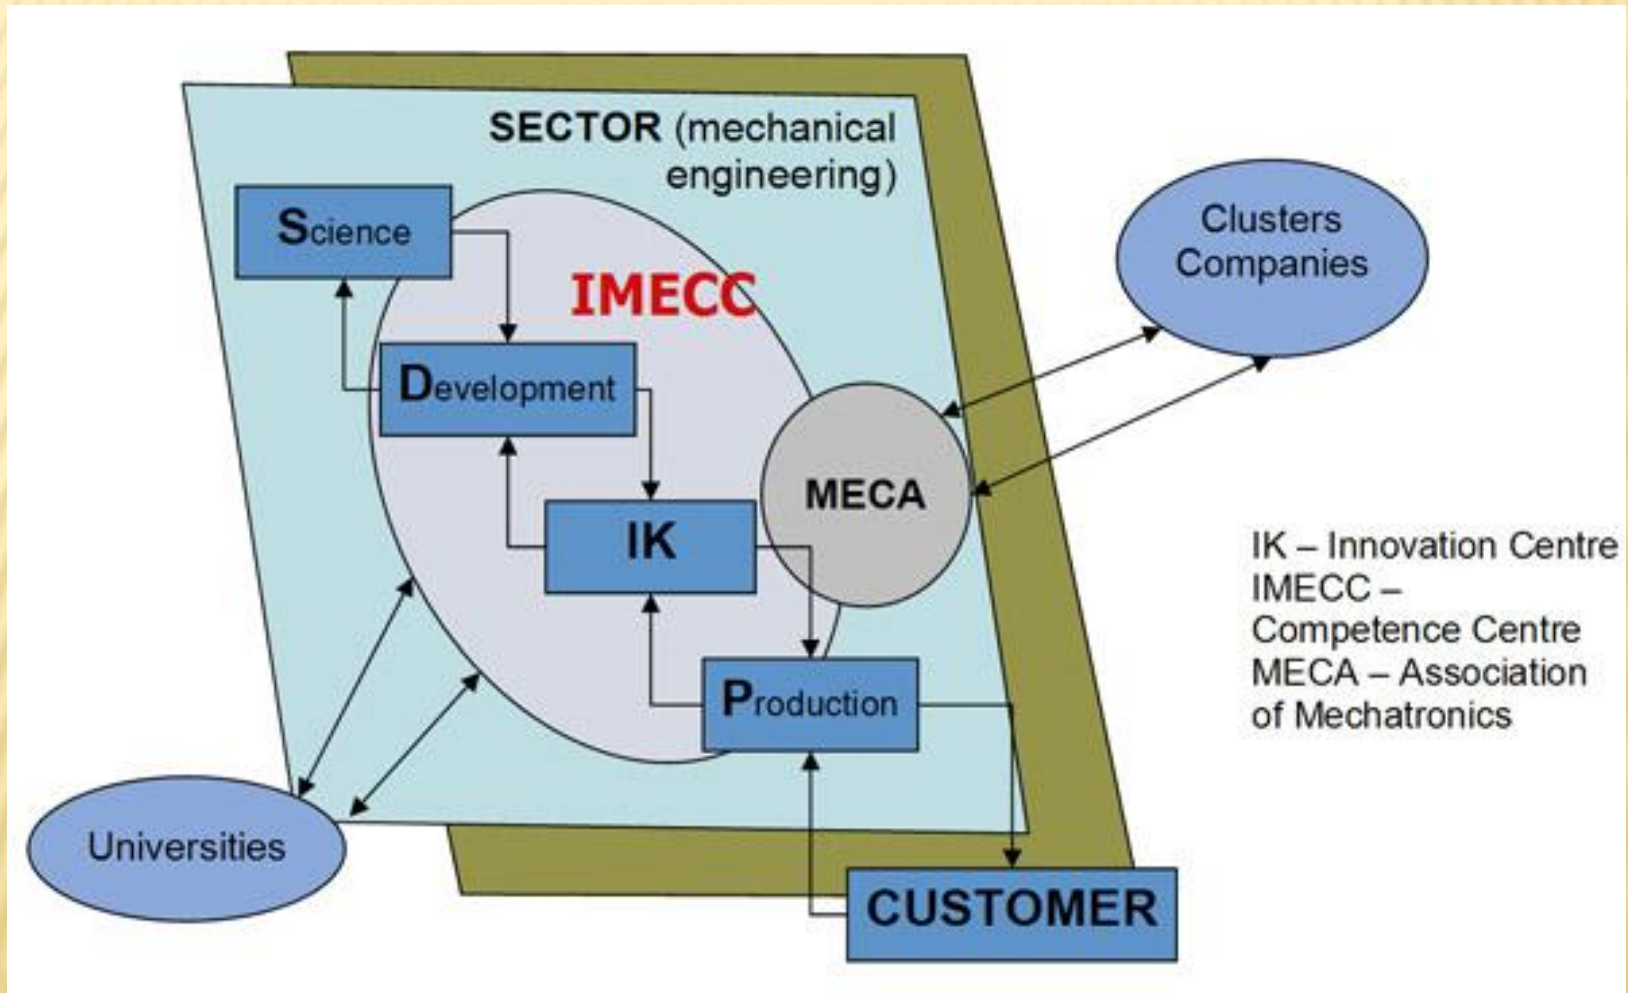 SECTOR (mechanical
engineering)
Science
IMECC
Development
IK
MECA
Production
CUSTOMER
Clusters
Companies
Universities
IK – Innovation Centre
IMECC –
Competence Centre
MECA – Association
of Mechatronics